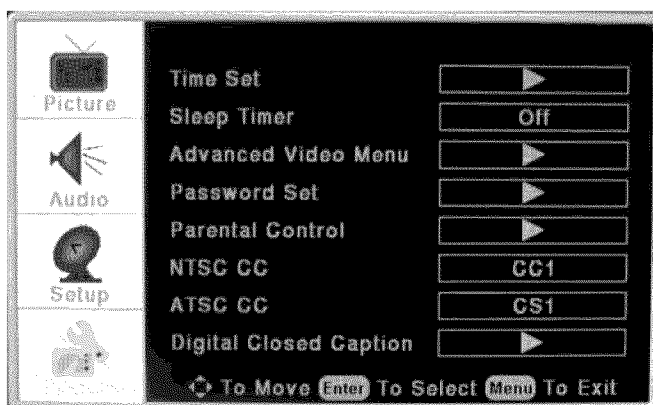 Picture
Audio
Setup
Time Set
Sleep Timer Off
Advanced Video Menu
Password Set
Parental Control
NTSC CC CC1
ATSC CC CS1
Digital Closed Caption
To Move Enter To Select Menu To Exit